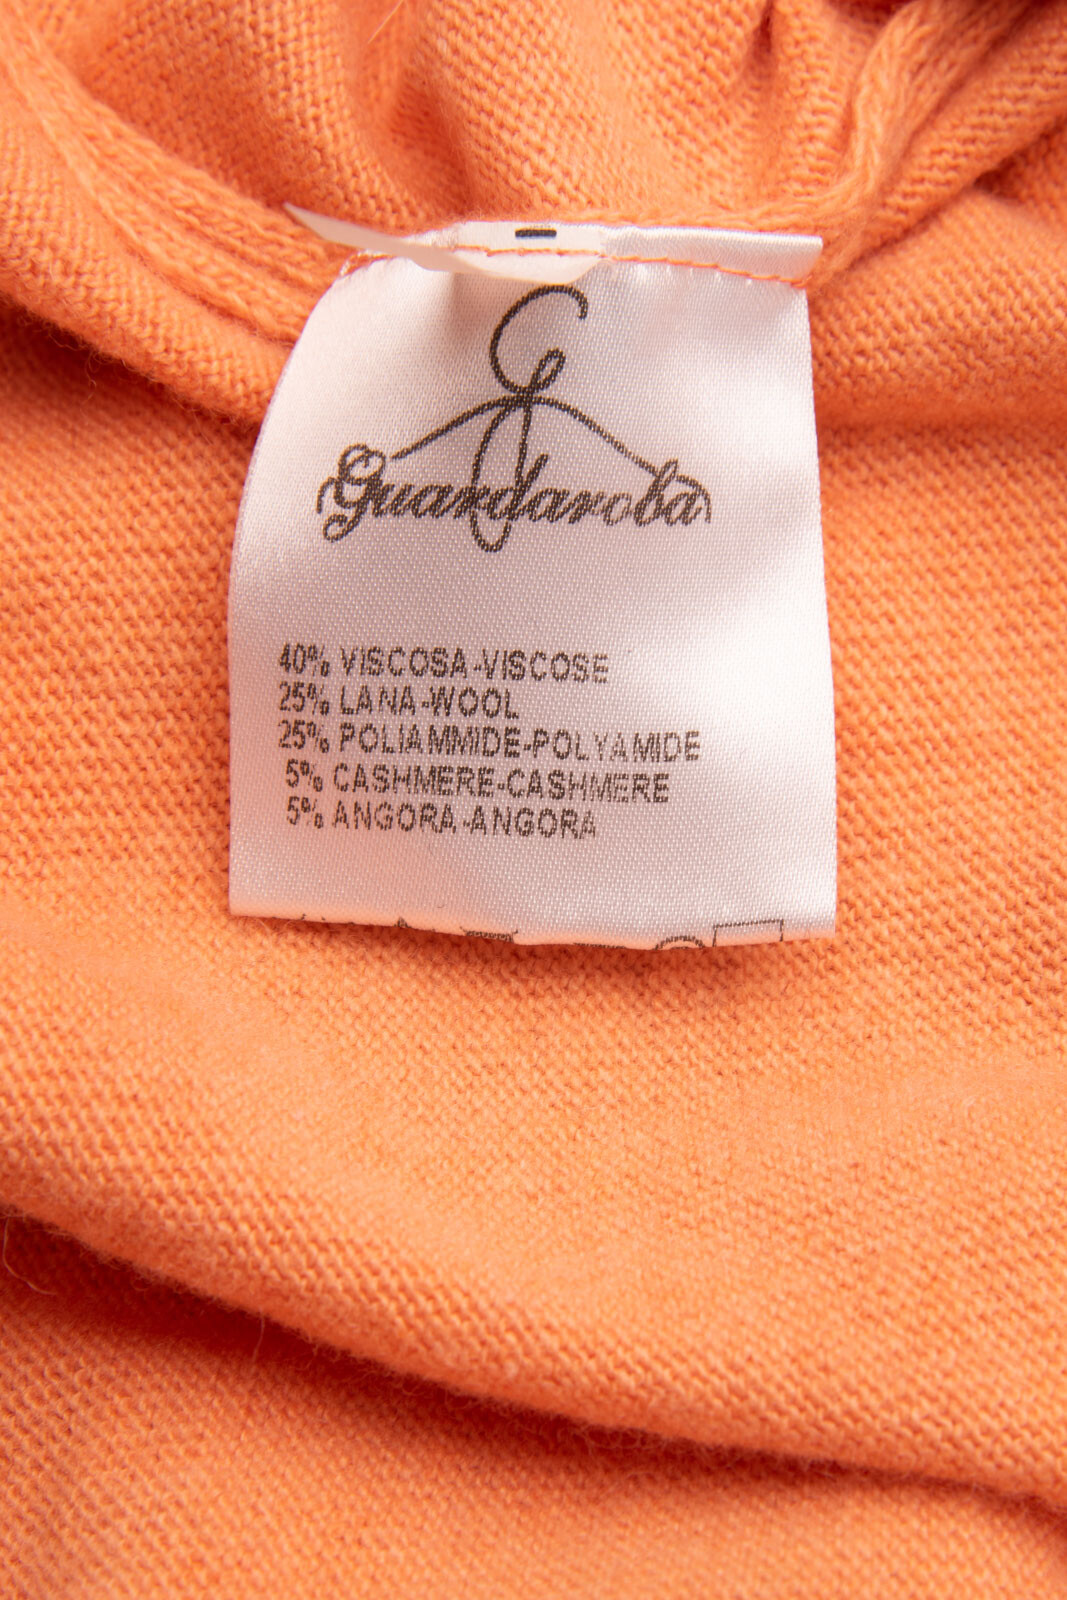 Guardaroba
40% VISCOSA-VISCOSE
25% LANA-WOOL
25% POLIAMMIDE-POLYAMIDE
5% CASHMERE-CASHMERE
5% ANGORA-ANGORA